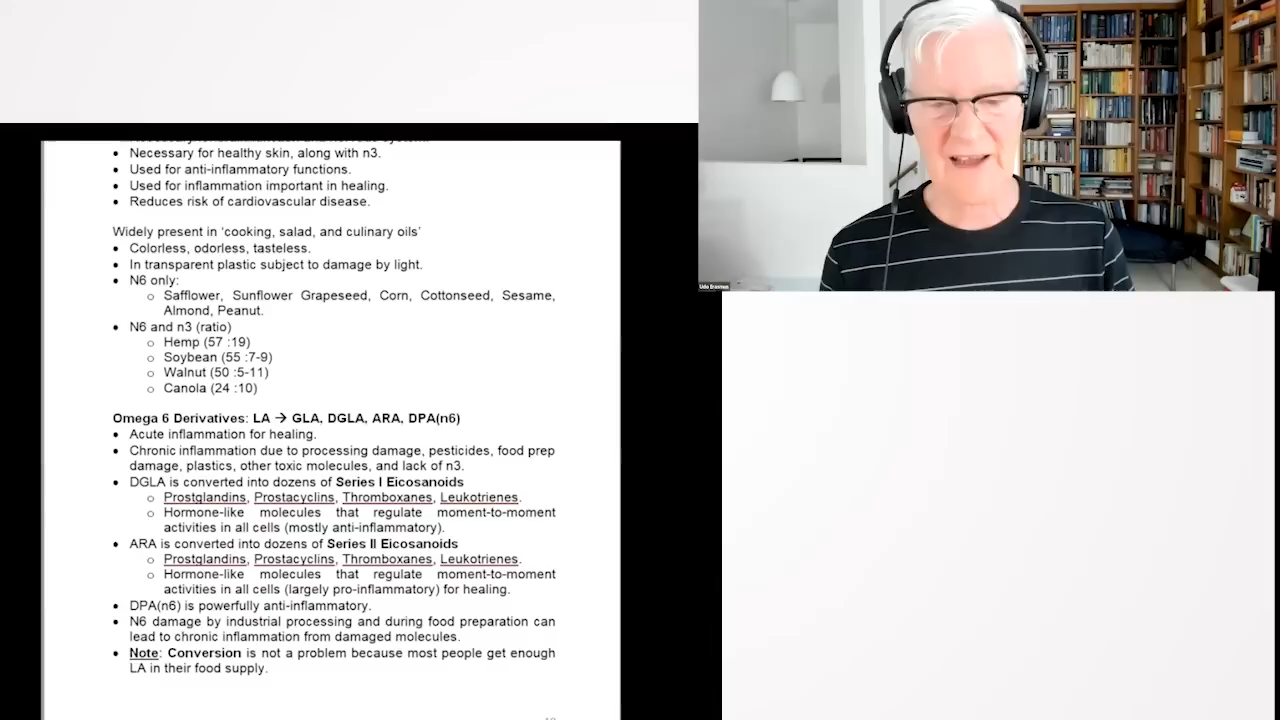 • Necessary for healthy skin, along with n3.
• Used for anti-inflammatory functions.
• Used for inflammation important in healing.
• Reduces risk of cardiovascular disease.
Widely present in ‘cooking, salad, and culinary oils’
• Colorless, odorless, tasteless.
• In transparent plastic subject to damage by light.
• N6 only:
o Safflower, Sunflower Grapeseed, Corn, Cottonseed, Sesame,
Almond, Peanut.
• N6 and n3 (ratio)
o Hemp (57 :19)
o Soybean (55 :7-9)
o Walnut (50 :5-11)
o Canola (24 :10)
Omega 6 Derivatives: LA → GLA, DGLA, ARA, DPA(n6)
• Acute inflammation for healing.
• Chronic inflammation due to processing damage, pesticides, food prep
damage, plastics, other toxic molecules, and lack of n3.
• DGLA is converted into dozens of Series I Eicosanoids
o Prostglandins, Prostacyclins, Thromboxanes, Leukotrienes.
o Hormone-like molecules that regulate moment-to-moment
activities in all cells (mostly anti-inflammatory).
• ARA is converted into dozens of Series II Eicosanoids
o Prostglandins, Prostacyclins, Thromboxanes, Leukotrienes.
o Hormone-like molecules that regulate moment-to-moment
activities in all cells (largely pro-inflammatory) for healing.
• DPA(n6) is powerfully anti-inflammatory.
• N6 damage by industrial processing and during food preparation can
lead to chronic inflammation from damaged molecules.
• Note: Conversion is not a problem because most people get enough
LA in their food supply.
Udo Erasmus